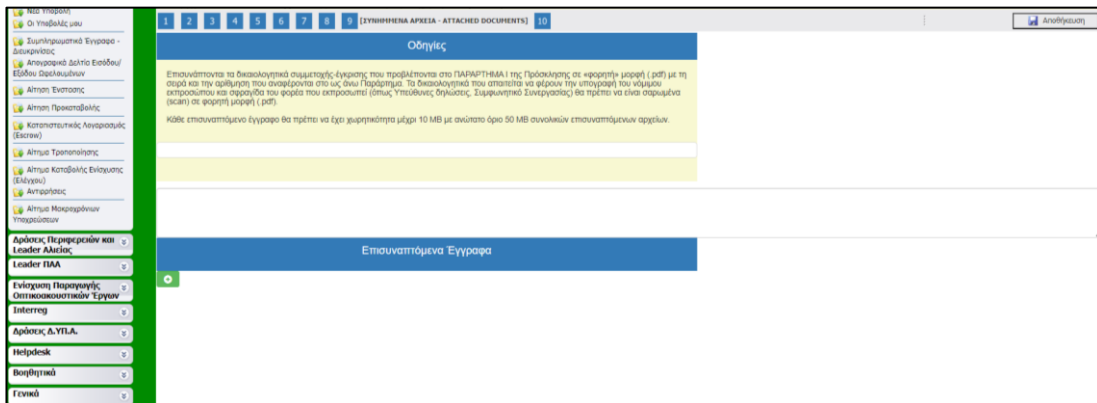 Νέα Υποβολή
Οι Υποβολές μου
Συμπληρωματικά Έγγραφα -
Διευκρινίσεις
Απογραφικά Δελτία Εισόδου/
Εξόδου Ωφελουμένων
Αίτηση Ένστασης
Αίτηση Προκαταβολής
Καταπιστευτικός Λογαριασμός
(Escrow)
Αίτημα Τροποποίησης
Αίτημα Καταβολής Ενίσχυσης
(Ελέγχου)
Αντιρρήσεις
Αίτημα Μακροχρόνιων
Υποχρεώσεων
Δράσεις Περιφερειών και
Leader Αλιείας
Leader ΠΑΑ
Ενίσχυση Παραγωγής
Οπτικοακουστικών Έργων
Interreg
Δράσεις Δ.ΥΠ.Α.
Helpdesk
Βοηθητικά
Γενικά
1 2 3 4 5 6 7 8 9 [ΣΥΝΗΜΜΕΝΑ ΑΡΧΕΙΑ - ATTACHED DOCUMENTS] 10
Αποθήκευση
Οδηγίες
Επισυνάπτονται τα δικαιολογητικά συμμετοχής-έγκρισης που προβλέπονται στο ΠΑΡΑΡΤΗΜΑ Ι της Πρόσκλησης σε «φορητή» μορφή (.pdf) με τη
σειρά και την αρίθμηση που αναφέρονται στο ως άνω Παράρτημα. Τα δικαιολογητικά που απαιτείται να φέρουν την υπογραφή του νόμιμου
εκπροσώπου και σφραγίδα του φορέα που εκπροσωπεί (όπως Υπεύθυνες δηλώσεις, Συμφωνητικό Συνεργασίας) θα πρέπει να είναι σαρωμένα
(scan) σε φορητή μορφή (.pdf).
Κάθε επισυναπτόμενο έγγραφο θα πρέπει να έχει χωρητικότητα μέχρι 10 MB με ανώτατο όριο 50 MB συνολικών επισυναπτόμενων αρχείων.
Επισυναπτόμενα Έγγραφα